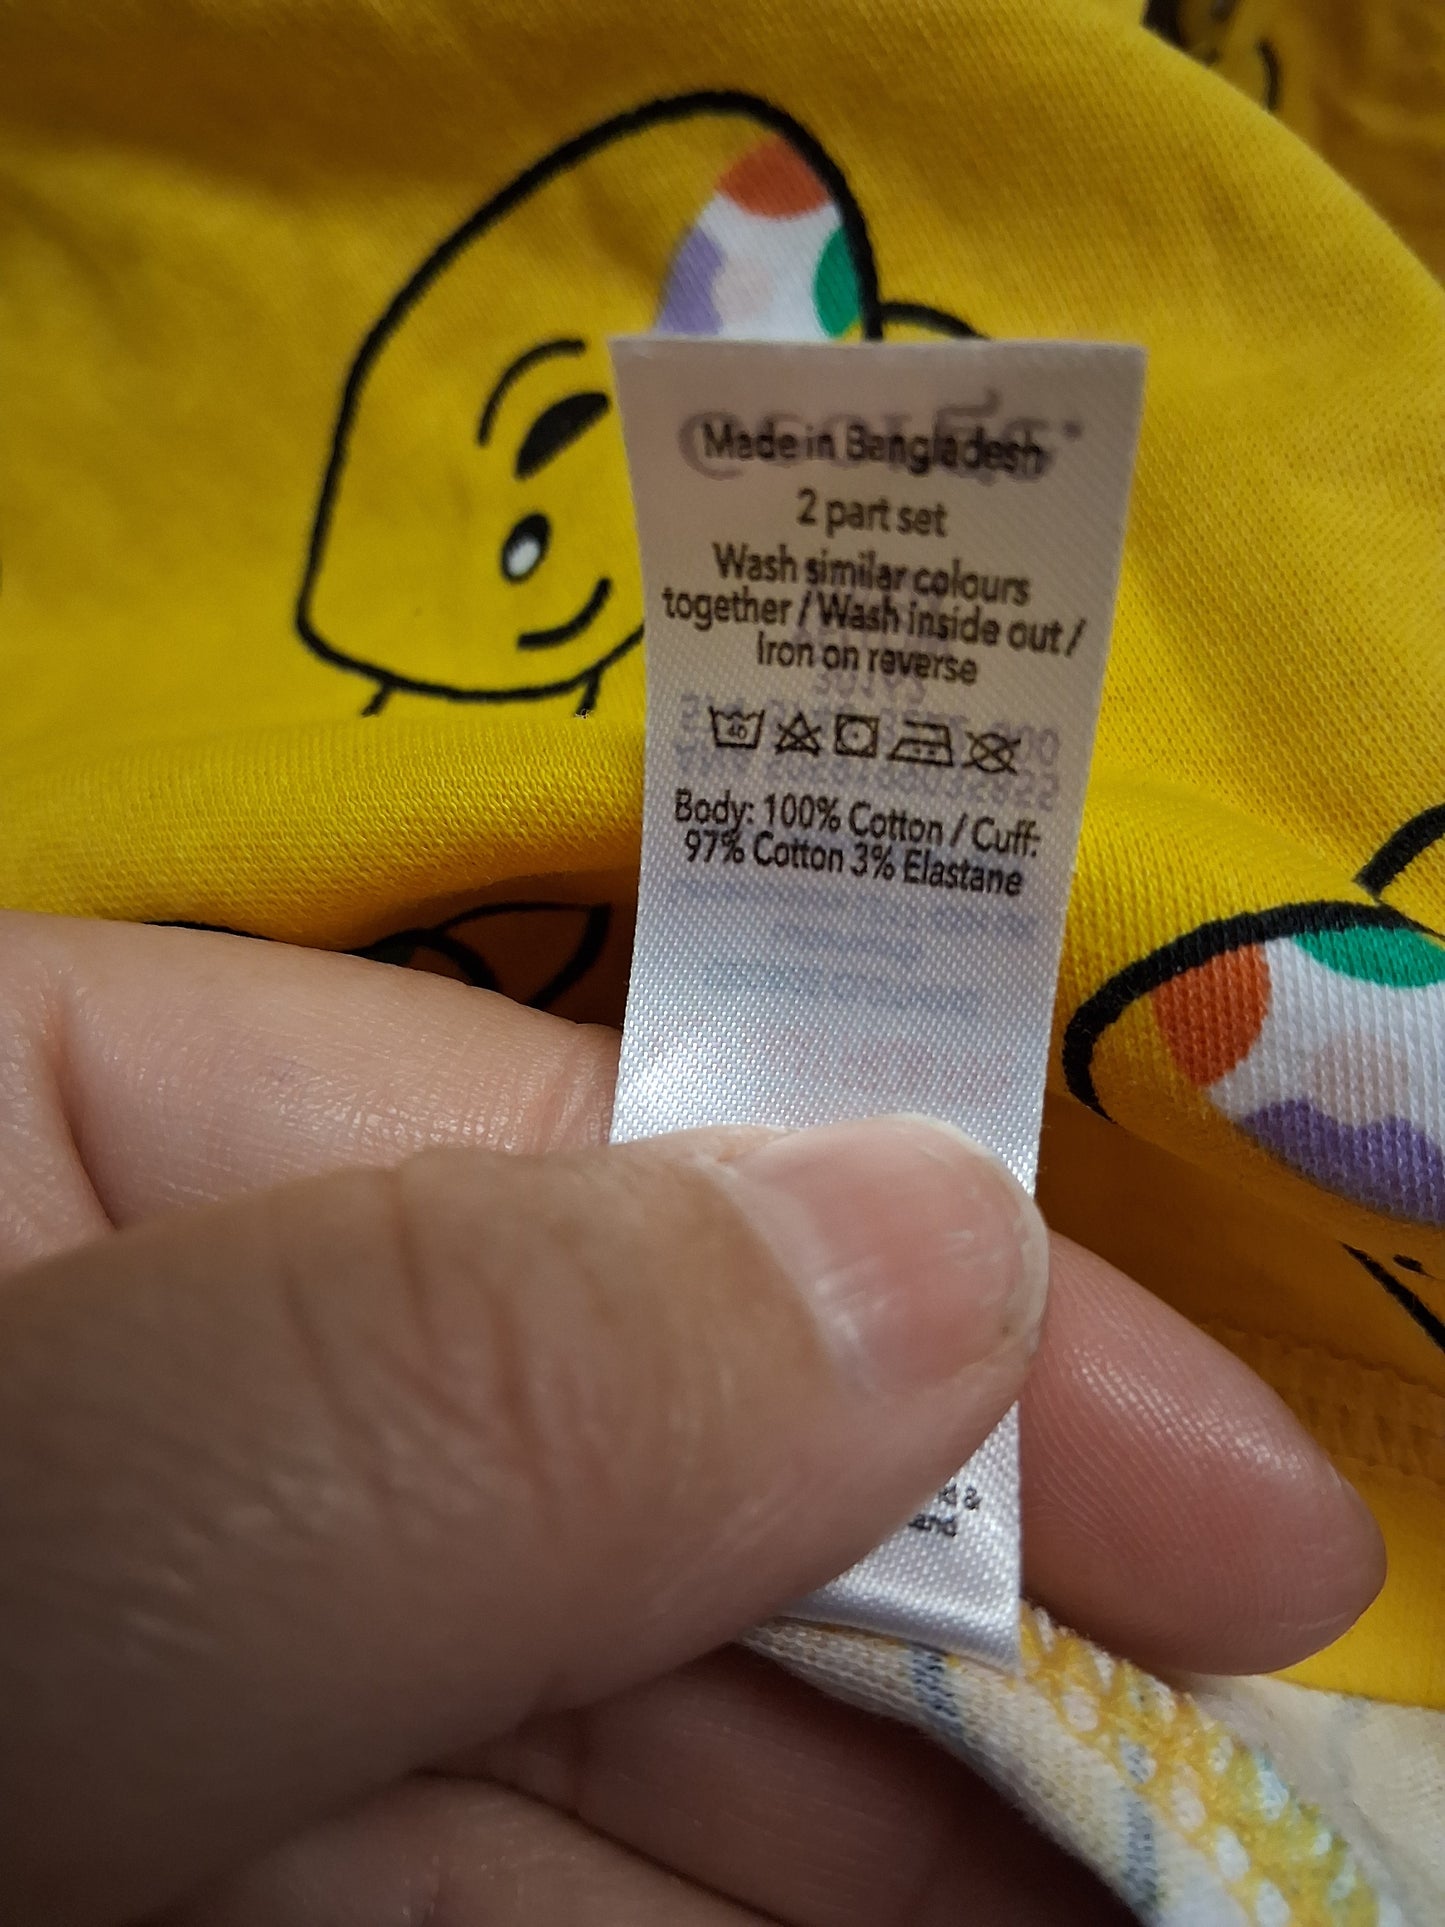 Made in Bangladesh
2 part set
Wash similar colours
together / Wash inside out /
Iron on reverse
40
Body: 100% Cotton / Cuff:
97% Cotton 3% Elastane
&